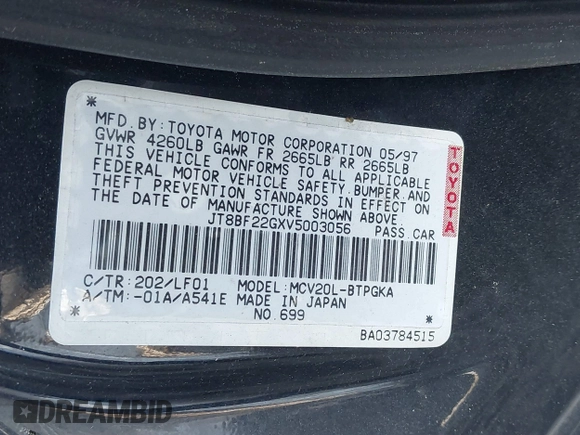 MFD. BY: TOYOTA MOTOR CORPORATION 05/97
GVWR 4260LB GAWR FR 2665LB RR 2665LB
THIS VEHICLE CONFORMS TO ALL APPLICABLE
FEDERAL MOTOR VEHICLE SAFETY, BUMPER, AND
THEFT PREVENTION STANDARDS IN EFFECT ON
THE DATE OF MANUFACTURE SHOWN ABOVE.
JT8BF22GXV5003056 PASS. CAR
TOYOTA
C/TR: 202/LF01 MODEL: MCV20L-BTPGKA
A/TM: -01A/A541E MADE IN JAPAN
NO. 699
BA03784515
DREAMBID